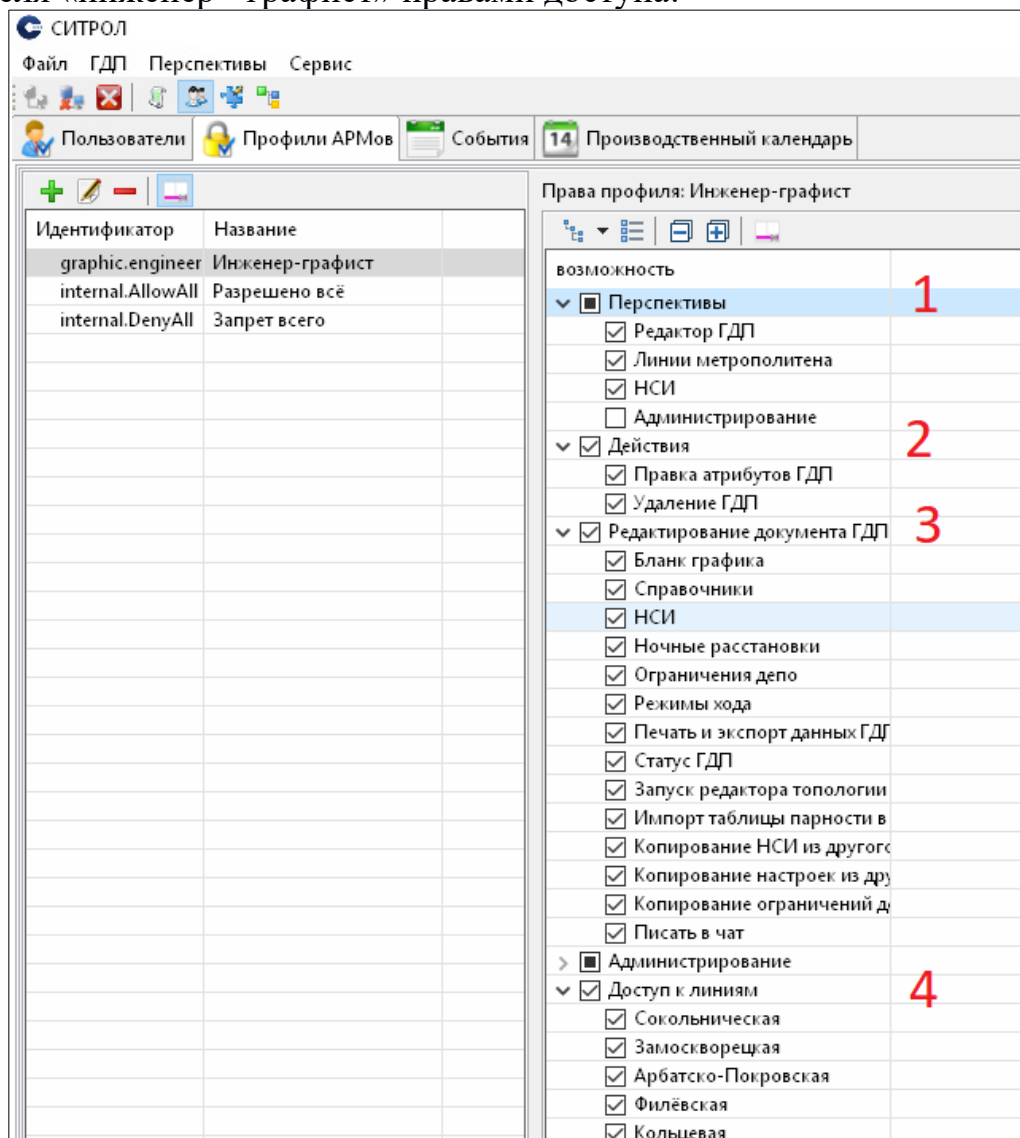 «инженер - графист» правами доступа.
СИТРОЛ
Файл ГДП Перспективы Сервис
Пользователи Профили АРМов События 14 Производственный календарь
Права профиля: Инженер-графист
Идентификатор Название
graphic.engineer Инженер-графист
internal.AllowAll Разрешено всё
internal.DenyAll Запрет всего
возможность
Перспективы 1
Редактор ГДП
Линии метрополитена
НСИ
Администрирование
Действия 2
Правка атрибутов ГДП
Удаление ГДП
Редактирование документа ГДП 3
Бланк графика
Справочники
НСИ
Ночные расстановки
Ограничения депо
Режимы хода
Печать и экспорт данных ГДП
Статус ГДП
Запуск редактора топологии
Импорт таблицы парности в
Копирование НСИ из другого
Копирование настроек из дру
Копирование ограничений д
Писать в чат
Администрирование
Доступ к линиям 4
Сокольническая
Замоскворецкая
Арбатско-Покровская
Филёвская
Кольцевая